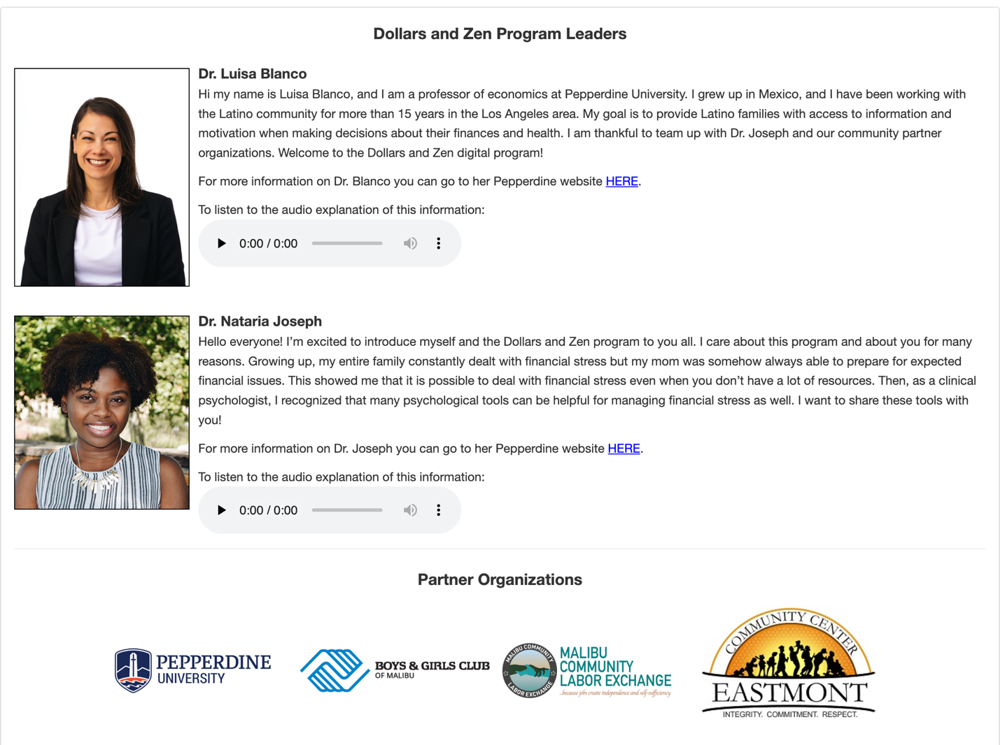 Dollars and Zen Program Leaders
Dr. Luisa Blanco
Hi my name is Luisa Blanco, and I am a professor of economics at Pepperdine University. I grew up in Mexico, and I have been working with
the Latino community for more than 15 years in the Los Angeles area. My goal is to provide Latino families with access to information and
motivation when making decisions about their finances and health. I am thankful to team up with Dr. Joseph and our community partner
organizations. Welcome to the Dollars and Zen digital program!
For more information on Dr. Blanco you can go to her Pepperdine website HERE.
To listen to the audio explanation of this information:
0:00 / 0:00
Dr. Nataria Joseph
Hello everyone! I’m excited to introduce myself and the Dollars and Zen program to you all. I care about this program and about you for many
reasons. Growing up, my entire family constantly dealt with financial stress but my mom was somehow always able to prepare for expected
financial issues. This showed me that it is possible to deal with financial stress even when you don’t have a lot of resources. Then, as a clinical
psychologist, I recognized that many psychological tools can be helpful for managing financial stress as well. I want to share these tools with
you!
For more information on Dr. Joseph you can go to her Pepperdine website HERE.
To listen to the audio explanation of this information:
0:00 / 0:00
Partner Organizations
PEPPERDINE
UNIVERSITY
BOYS & GIRLS CLUB
OF MALIBU
MALIBU COMMUNITY
LABOR EXCHANGE
MALIBU
COMMUNITY
LABOR EXCHANGE
...because jobs create independence and self-sufficiency
COMMUNITY CENTER
EASTMONT
INTEGRITY. COMMITMENT. RESPECT.